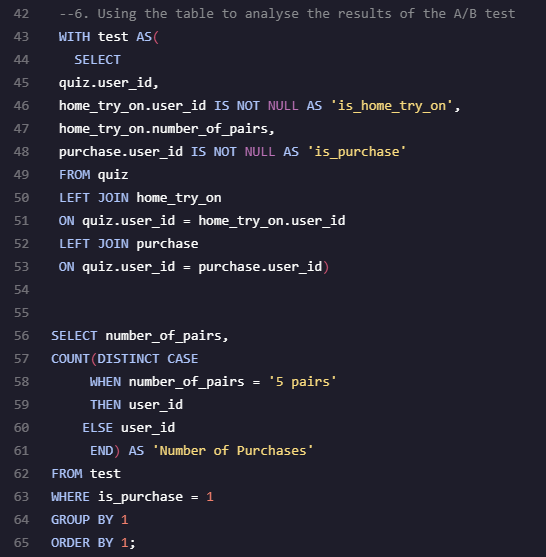 42 --6. Using the table to analyse the results of the A/B test
43 WITH test AS(
44 SELECT
45 quiz.user_id,
46 home_try_on.user_id IS NOT NULL AS 'is_home_try_on',
47 home_try_on.number_of_pairs,
48 purchase.user_id IS NOT NULL AS 'is_purchase'
49 FROM quiz
50 LEFT JOIN home_try_on
51 ON quiz.user_id = home_try_on.user_id
52 LEFT JOIN purchase
53 ON quiz.user_id = purchase.user_id)
54
55
56 SELECT number_of_pairs,
57 COUNT(DISTINCT CASE
58 WHEN number_of_pairs = '5 pairs'
59 THEN user_id
60 ELSE user_id
61 END) AS 'Number of Purchases'
62 FROM test
63 WHERE is_purchase = 1
64 GROUP BY 1
65 ORDER BY 1;